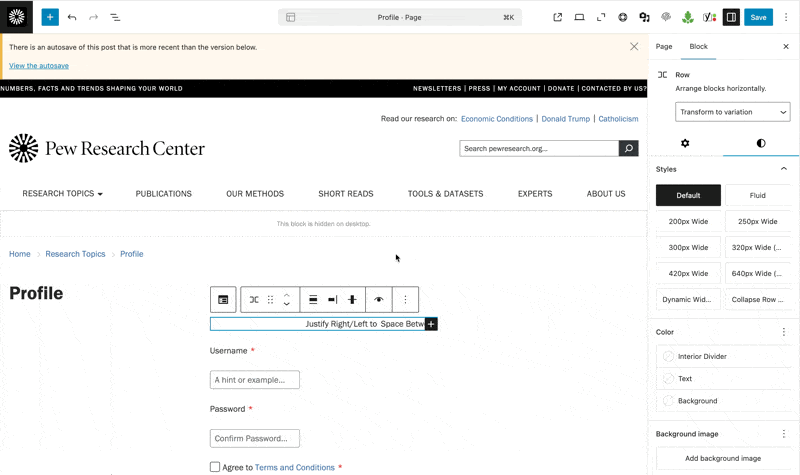 Profile · Page
⌘K
Save
There is an autosave of this post that is more recent than the version below.
View the autosave
NUMBERS, FACTS AND TRENDS SHAPING YOUR WORLD
NEWSLETTERS | PRESS | MY ACCOUNT | DONATE | CONTACTED BY US?
Read our research on: Economic Conditions | Donald Trump | Catholicism
Pew Research Center
Search pewresearch.org...
RESEARCH TOPICS PUBLICATIONS OUR METHODS SHORT READS TOOLS & DATASETS EXPERTS ABOUT US
This block is hidden on desktop.
Home Research Topics Profile
Profile
Justify Right/Left to Space Betw
Username *
A hint or example...
Password *
Confirm Password...
Agree to Terms and Conditions *
Page Block
Row
Arrange blocks horizontally.
Transform to variation
Styles
Default Fluid
200px Wide 250px Wide
300px Wide 320px Wide (...
420px Wide 640px Wide (...
Dynamic Wid... Collapse Row ...
Color
Interior Divider
Text
Background
Background image
Add background image